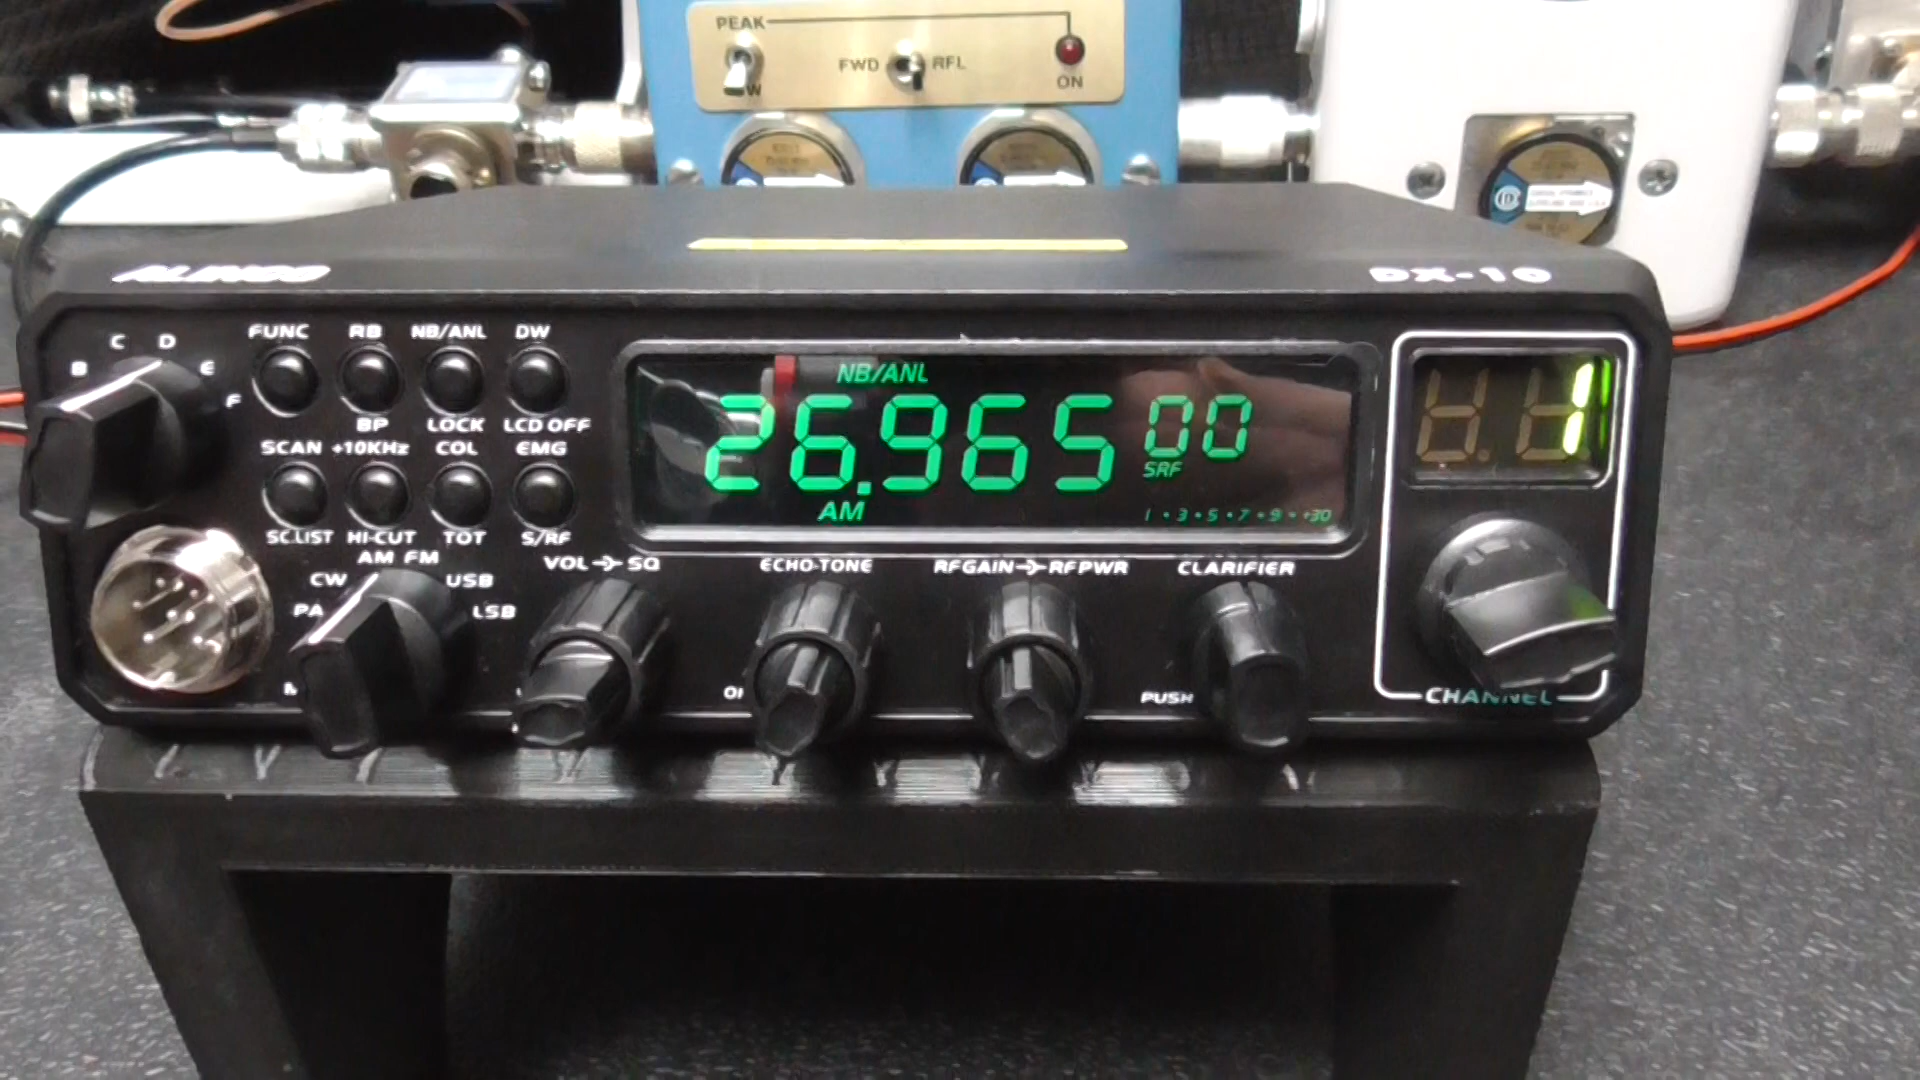 PEAK
FWD RFL
ON
ALINCO DX-10
B C D E F
FUNC RB NB/ANL DW
BP LOCK LCD OFF
SCAN +10KHz COL EMG
SC.LIST HI-CUT TOT S/RF
NB/ANL
26.965 00
SRF
AM
1 • 3 • 5 • 7 • 9 • +30
1
PA CW AM FM USB LSB
VOL SQ
ECHO-TONE
RFGAIN RFPWR
CLARIFIER
PUSH
CHANNEL